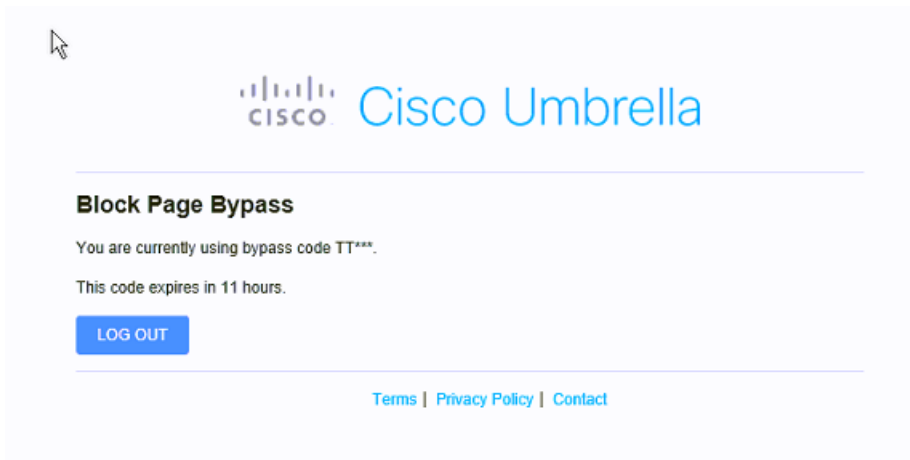 cisco Cisco Umbrella
Block Page Bypass
You are currently using bypass code TT***.
This code expires in 11 hours.
LOG OUT
Terms | Privacy Policy | Contact